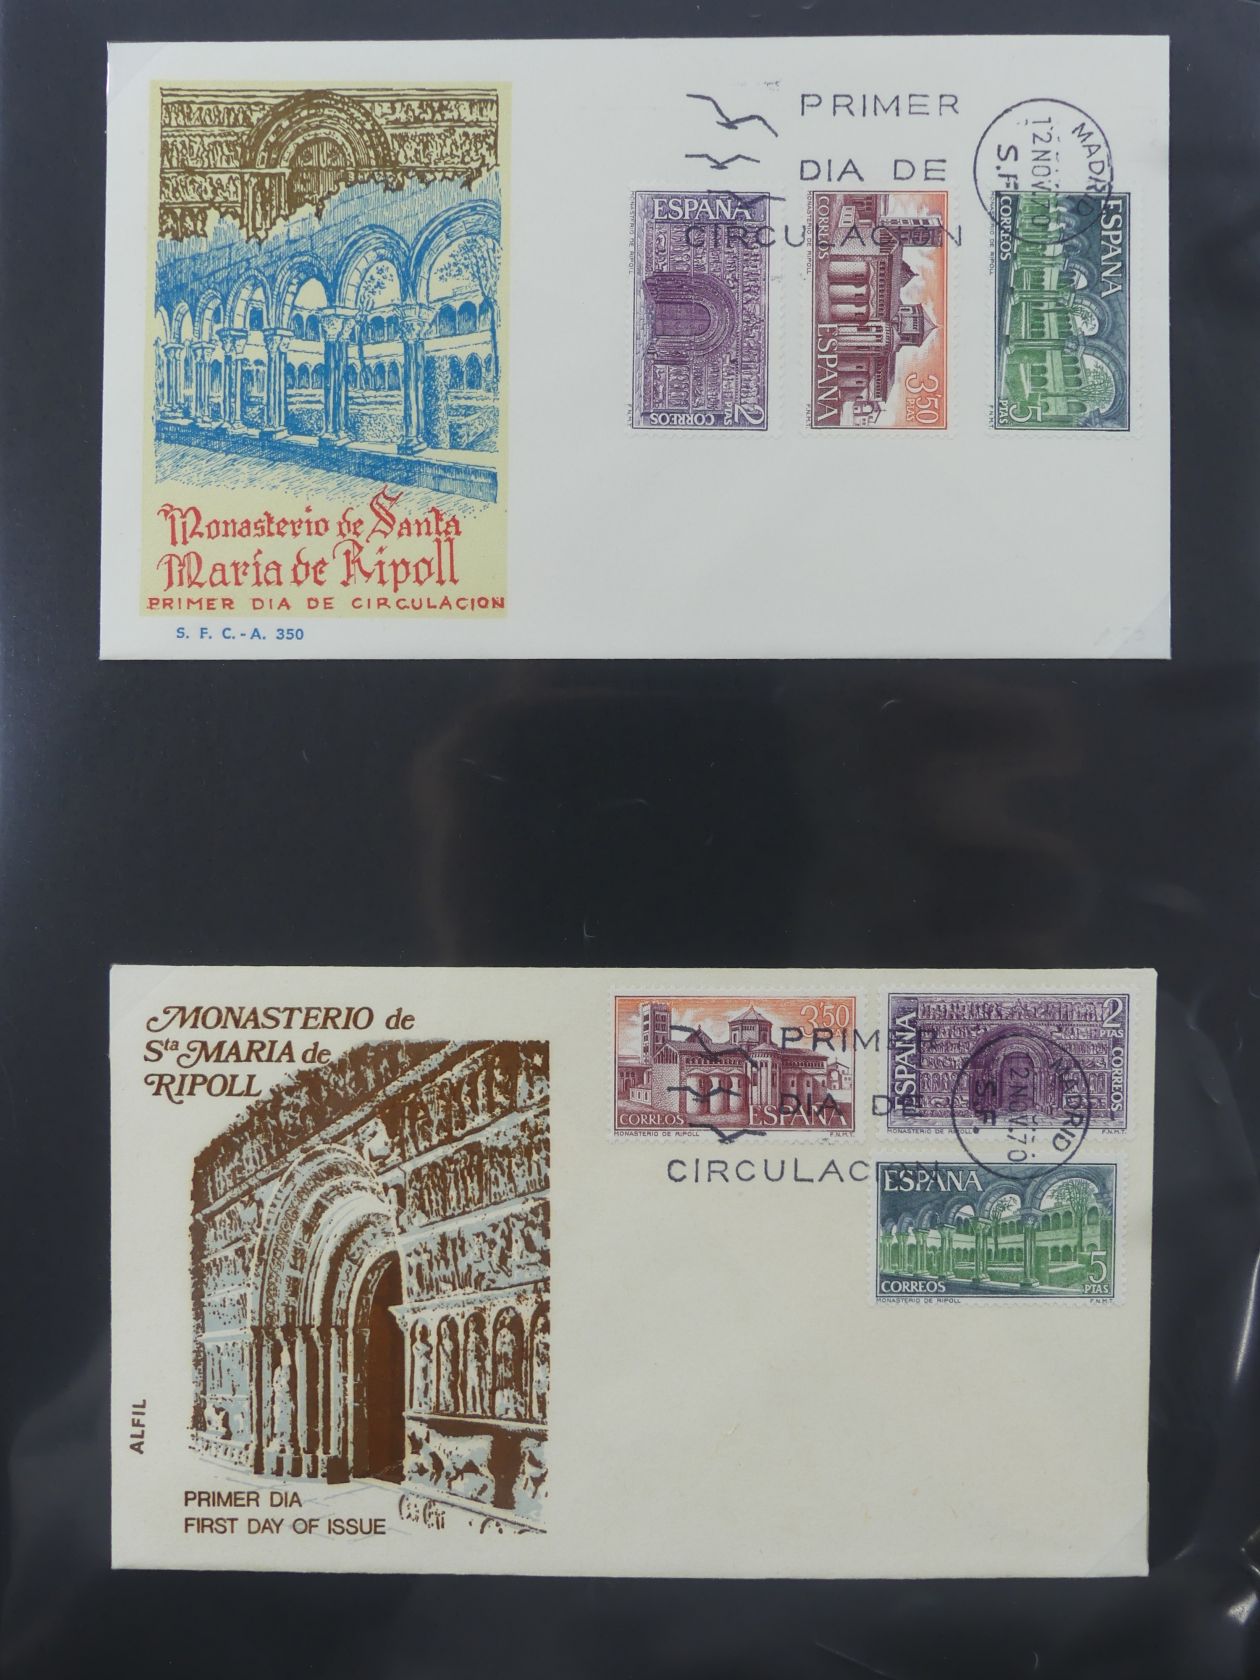 Monasterio de Santa
María de Ripoll
PRIMER DIA DE CIRCULACION
S. F. C. - A. 350
PRIMER
DIA DE
CIRCULACION
MADRID
12 NOV. 70
S.F.
ESPAÑA
MONASTERIO DE RIPOLL
2
PTAS
CORREOS
F.N.M.T.
CORREOS
MONASTERIO DE RIPOLL
ESPAÑA
3,50
PTAS
F.N.M.T.
ESPAÑA
CORREOS
MONASTERIO DE RIPOLL
5
PTAS
F.N.M.T.
MONASTERIO de
Sta MARIA de
RIPOLL
ALFIL
PRIMER DIA
FIRST DAY OF ISSUE
3,50
CORREOS ESPAÑA
MONASTERIO DE RIPOLL F.N.M.T.
ESPAÑA
2
PTAS
CORREOS
MONASTERIO DE RIPOLL F.N.M.T.
PRIMER
DIA DE
CIRCULACION
MADRID
12 NOV. 70
S.F.
ESPAÑA
CORREOS
5
PTAS
MONASTERIO DE RIPOLL F.N.M.T.